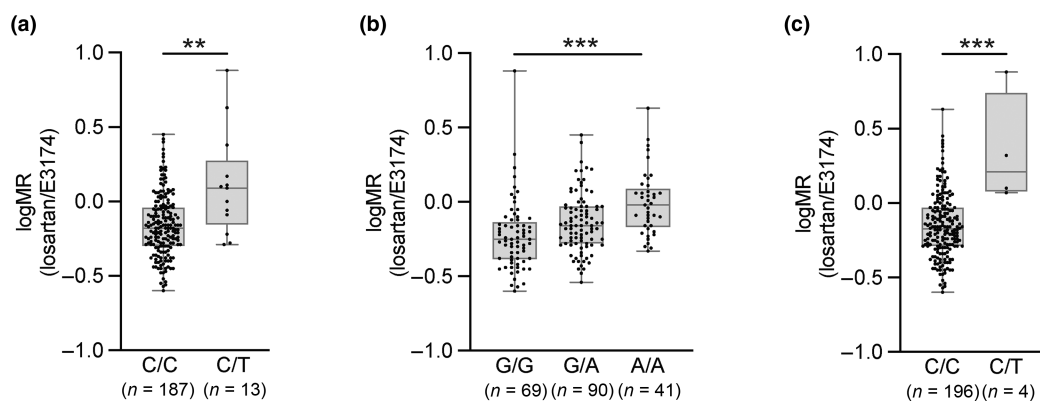 (a)
logMR
(losartan/E3174)
1.0
0.5
0.0
–0.5
–1.0
**
C/C
C/T
(n = 187)
(n = 13)
(b)
logMR
(losartan/E3174)
1.0
0.5
0.0
–0.5
–1.0
***
G/G
G/A
A/A
(n = 69)
(n = 90)
(n = 41)
(c)
logMR
(losartan/E3174)
1.0
0.5
0.0
–0.5
–1.0
***
C/C
C/T
(n = 196)
(n = 4)